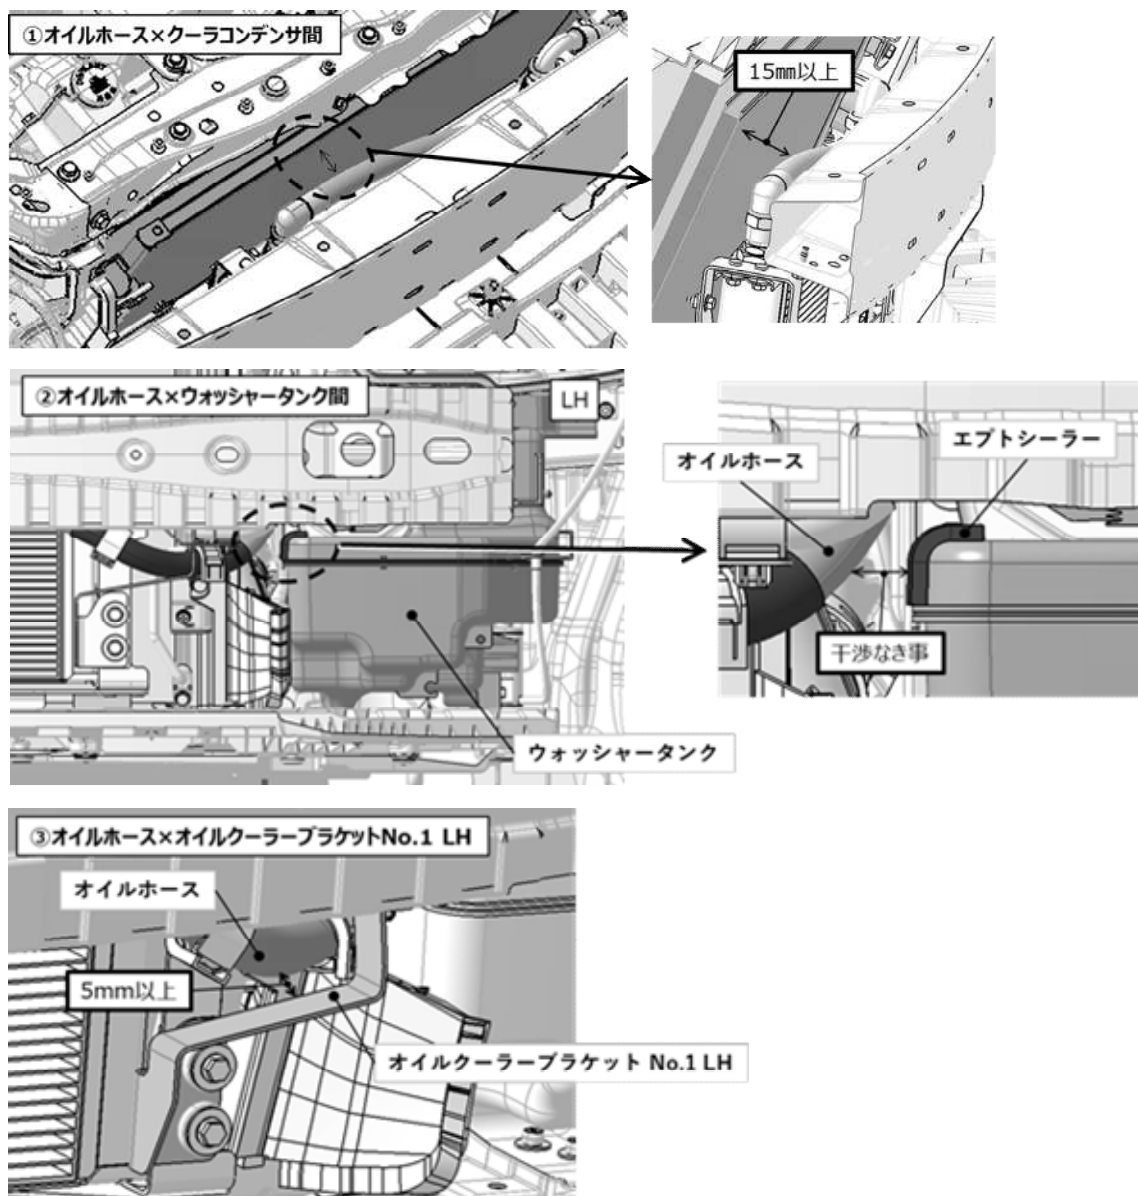 ①オイルホース×クーラコンデンサ間
15㎜以上
②オイルホース×ウォッシャータンク間
LH
オイルホース
エプトシーラー
干渉なき事
ウォッシャータンク
③オイルホース×オイルクーラーブラケットNo.1 LH
オイルホース
5mm以上
オイルクーラーブラケット No.1 LH